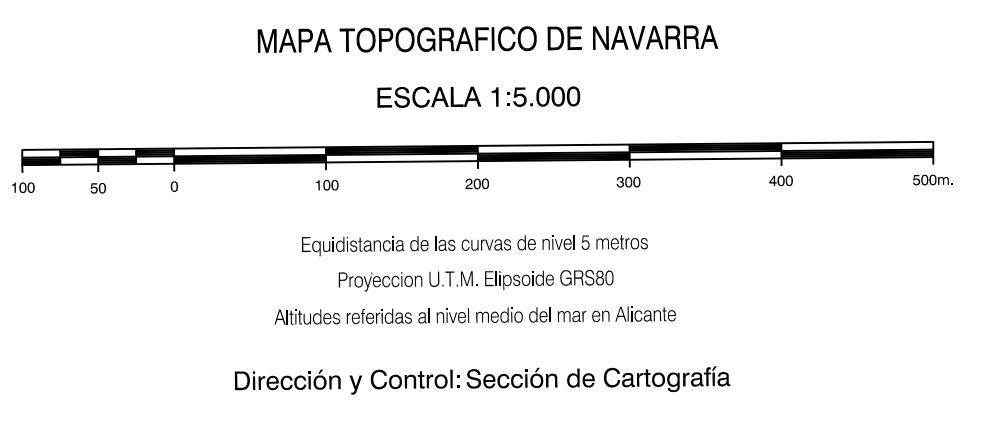 MAPA TOPOGRAFICO DE NAVARRA
ESCALA 1:5.000
100 50 0 100 200 300 400 500m.
Equidistancia de las curvas de nivel 5 metros
Proyeccion U.T.M. Elipsoide GRS80
Altitudes referidas al nivel medio del mar en Alicante
Dirección y Control: Sección de Cartografía